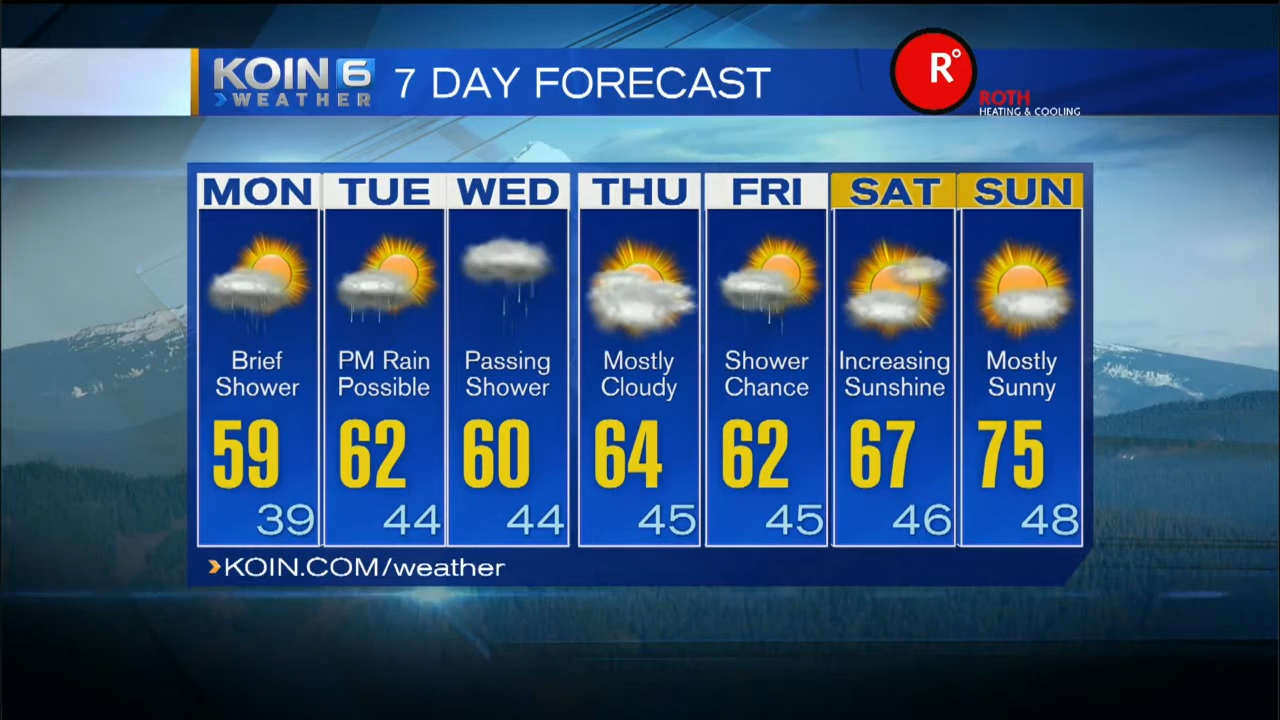 KOIN 6
WEATHER
7 DAY FORECAST
R°
ROTH
HEATING & COOLING
MON TUE WED THU FRI SAT SUN
Brief
Shower
PM Rain
Possible
Passing
Shower
Mostly
Cloudy
Shower
Chance
Increasing
Sunshine
Mostly
Sunny
59 62 60 64 62 67 75
39 44 44 45 45 46 48
KOIN.COM/weather